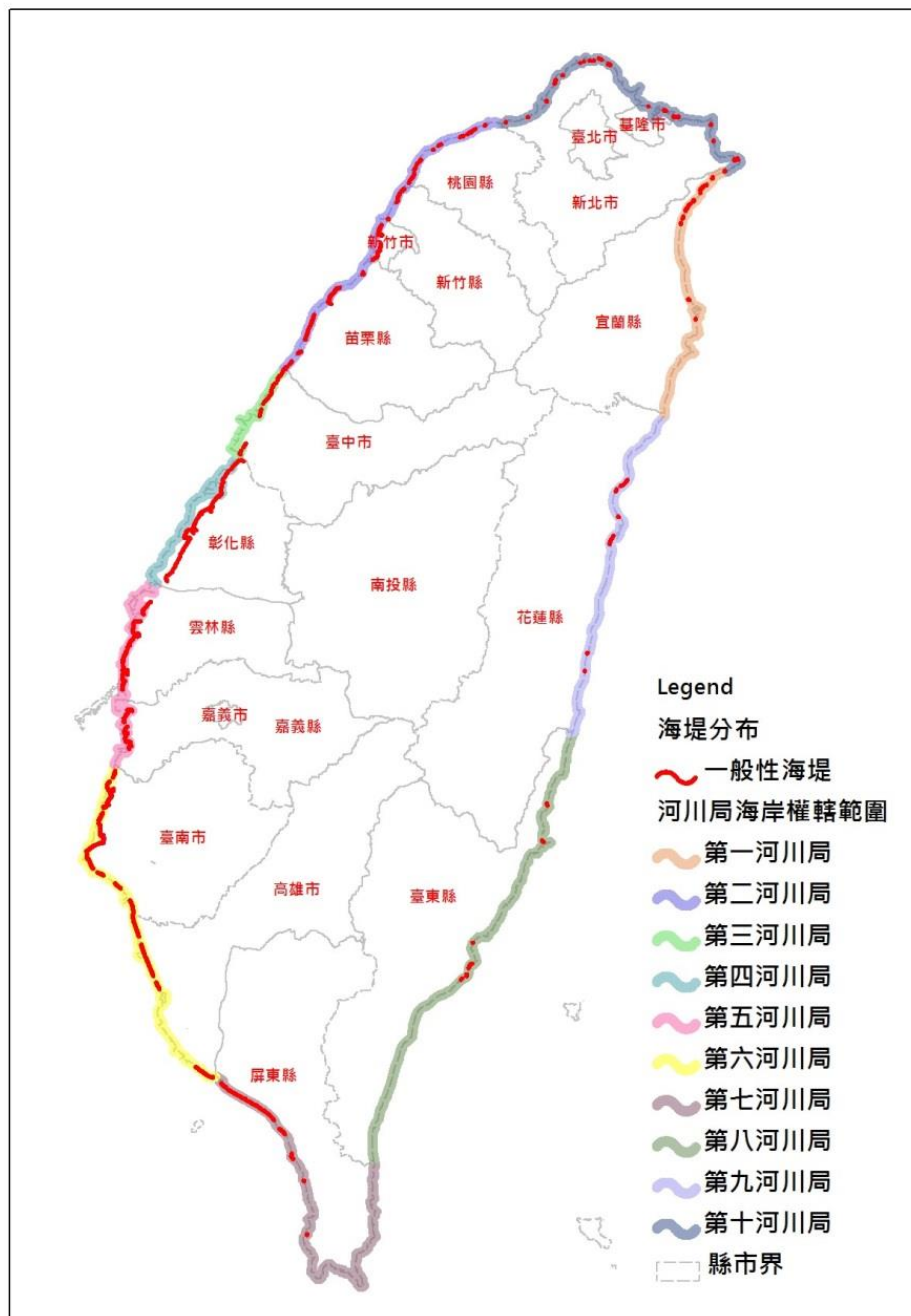 基隆市
臺北市
桃園縣
新北市
新竹市
新竹縣
宜蘭縣
苗栗縣
臺中市
彰化縣
南投縣
花蓮縣
雲林縣
嘉義市
嘉義縣
臺南市
高雄市
臺東縣
屏東縣
Legend
海堤分布
一般性海堤
河川局海岸權轄範圍
第一河川局
第二河川局
第三河川局
第四河川局
第五河川局
第六河川局
第七河川局
第八河川局
第九河川局
第十河川局
縣市界